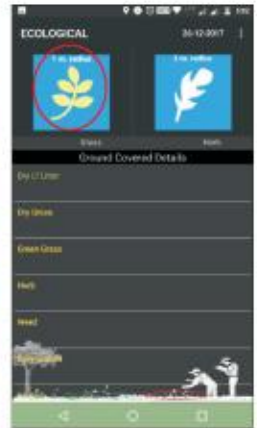 ECOLOGICAL 26-12-2017
1 m. radius 3 m. radius
Grass Herb
Ground Covered Details
Dry Lf Litter
Dry Grass
Green Grass
Herb
Weed